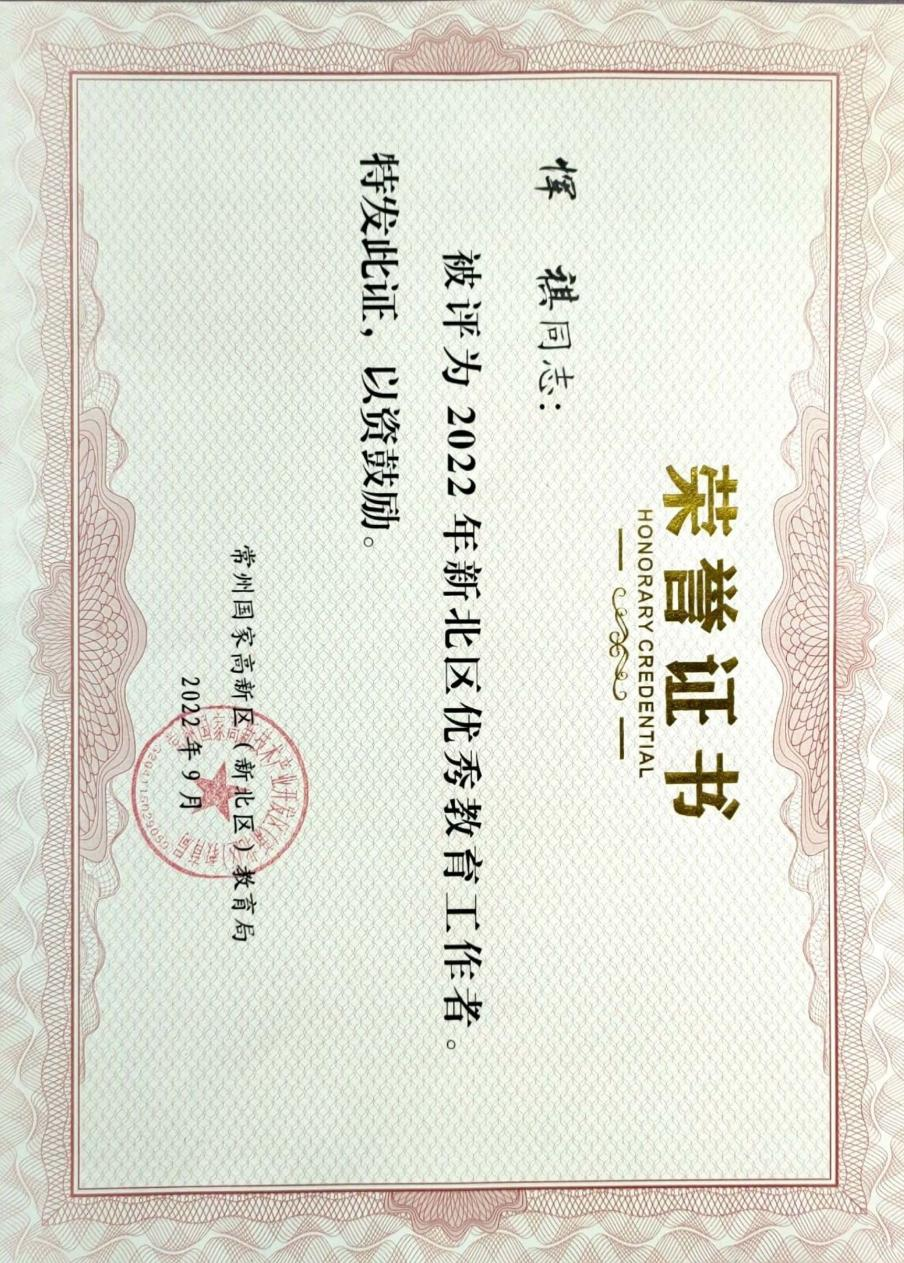 荣誉证书
HONORARY CREDENTIAL
恽 祺同志：
被评为 2022 年新北区优秀教育工作者。
特发此证，以资鼓励。
常州国家高新区（新北区）教育局
2022 年 9 月